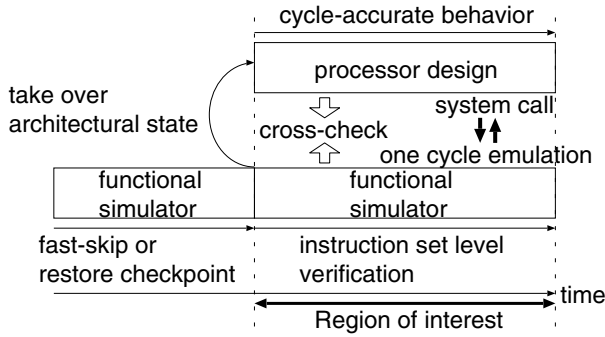 cycle-accurate behavior
processor design
take over
architectural state
system call
cross-check
one cycle emulation
functional
simulator
functional
simulator
fast-skip or
restore checkpoint
instruction set level
verification
time
Region of interest